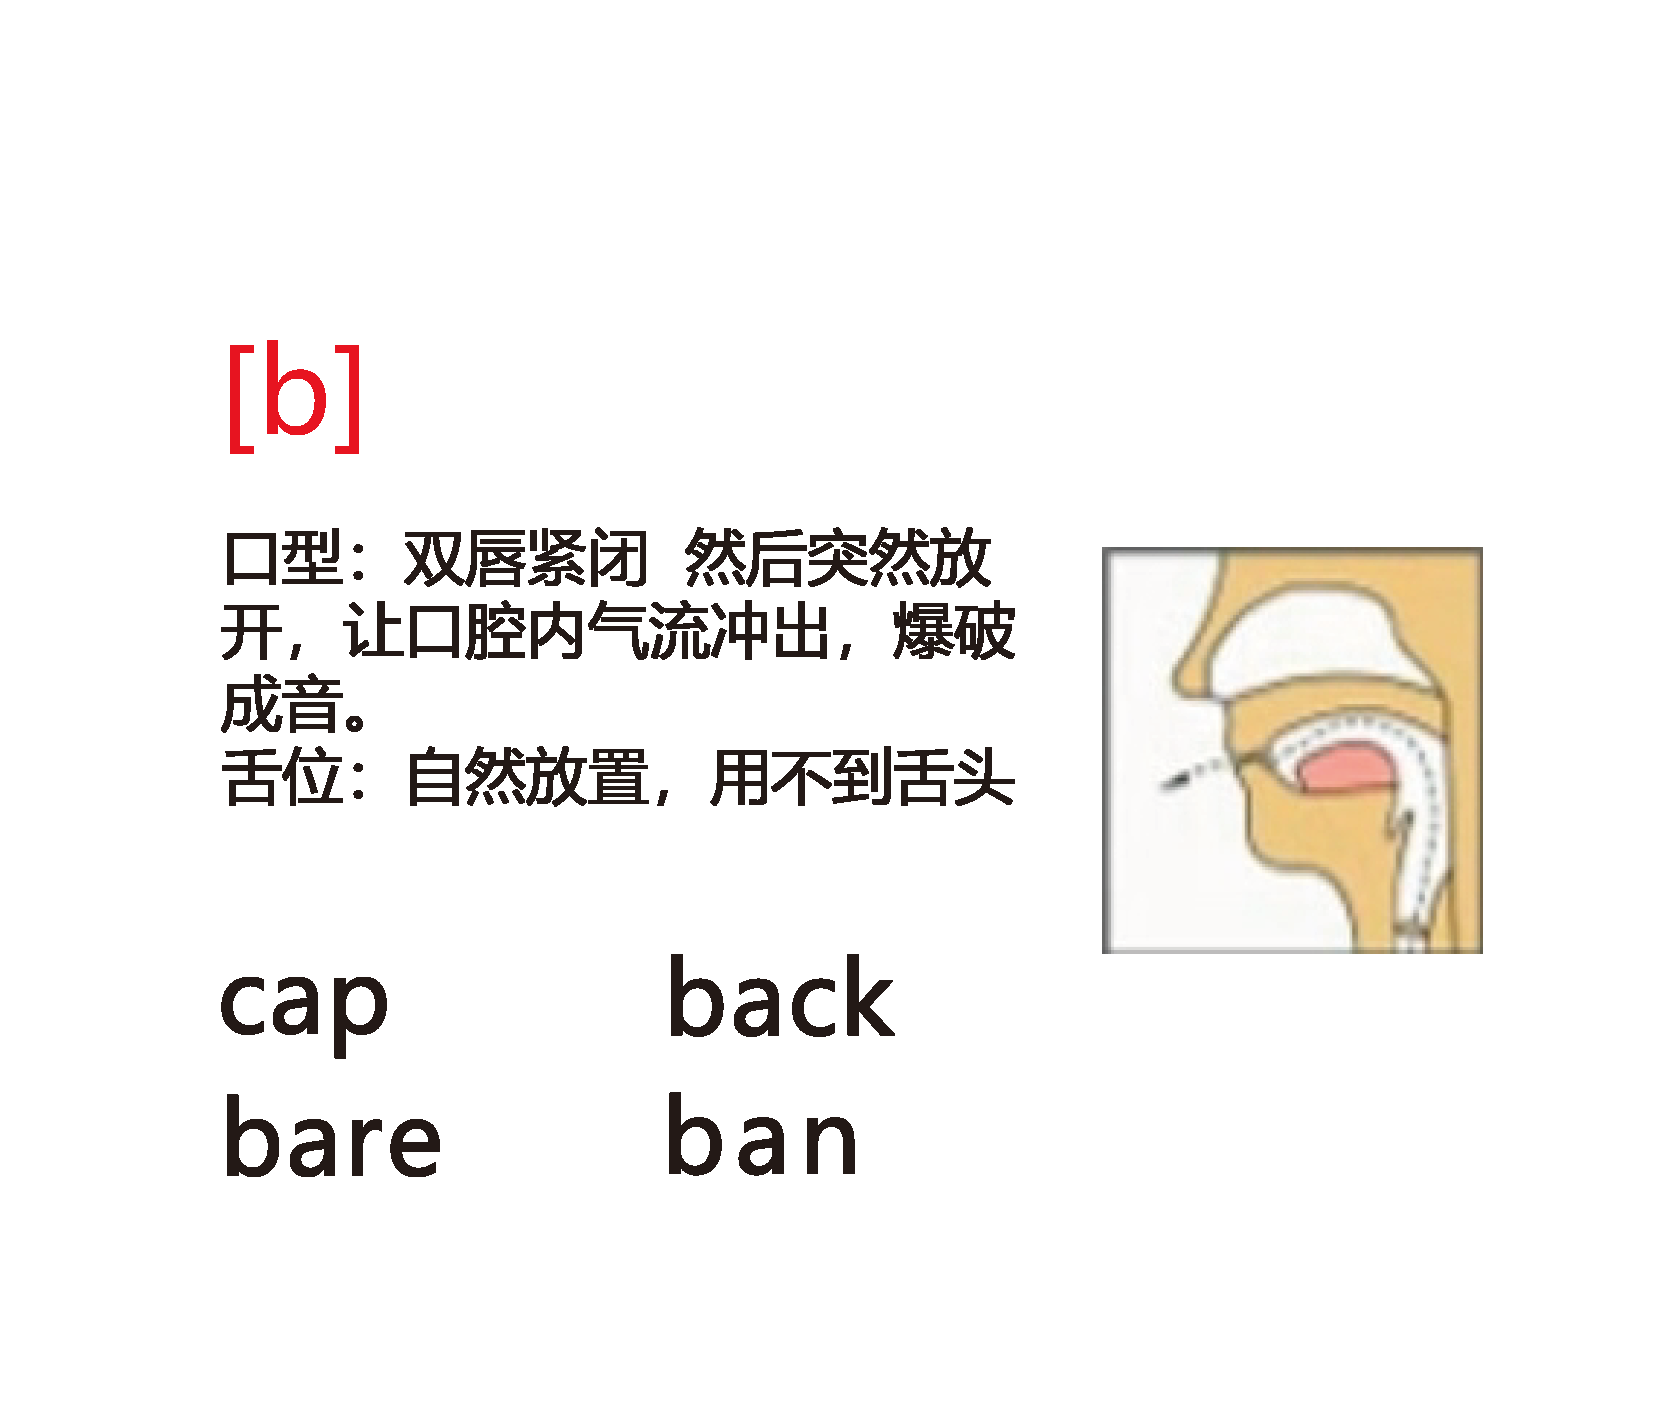 [b]
口型：双唇紧闭 然后突然放
开，让口腔内气流冲出，爆破
成音。
舌位：自然放置，用不到舌头
cap back
bare ban